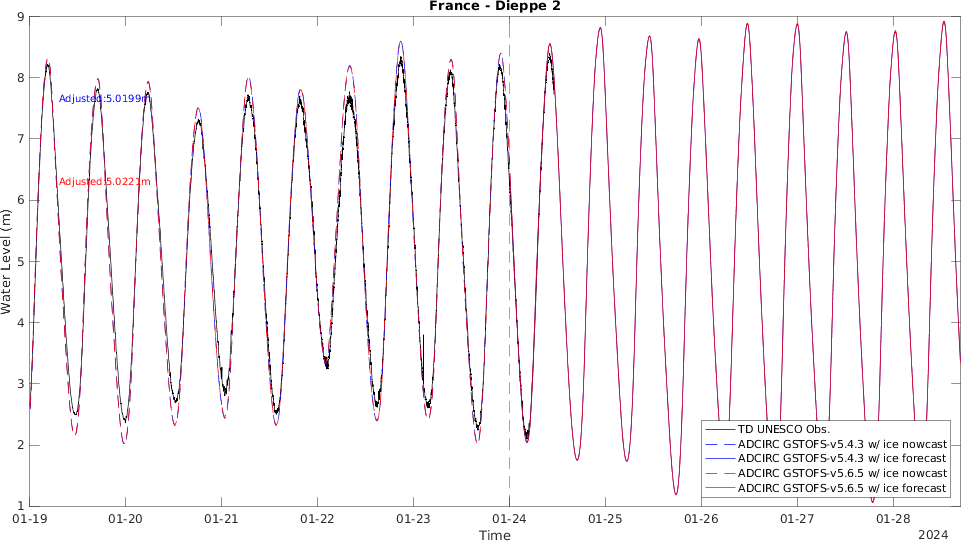 France - Dieppe 2
Water Level (m)
9
8
7
6
5
4
3
2
1
Adjusted:5.0199m
Adjusted:5.0221m
TD UNESCO Obs.
ADCIRC GSTOFS-v5.4.3 w/ ice nowcast
ADCIRC GSTOFS-v5.4.3 w/ ice forecast
ADCIRC GSTOFS-v5.6.5 w/ ice nowcast
ADCIRC GSTOFS-v5.6.5 w/ ice forecast
01-19 01-20 01-21 01-22 01-23 01-24 01-25 01-26 01-27 01-28
Time
2024